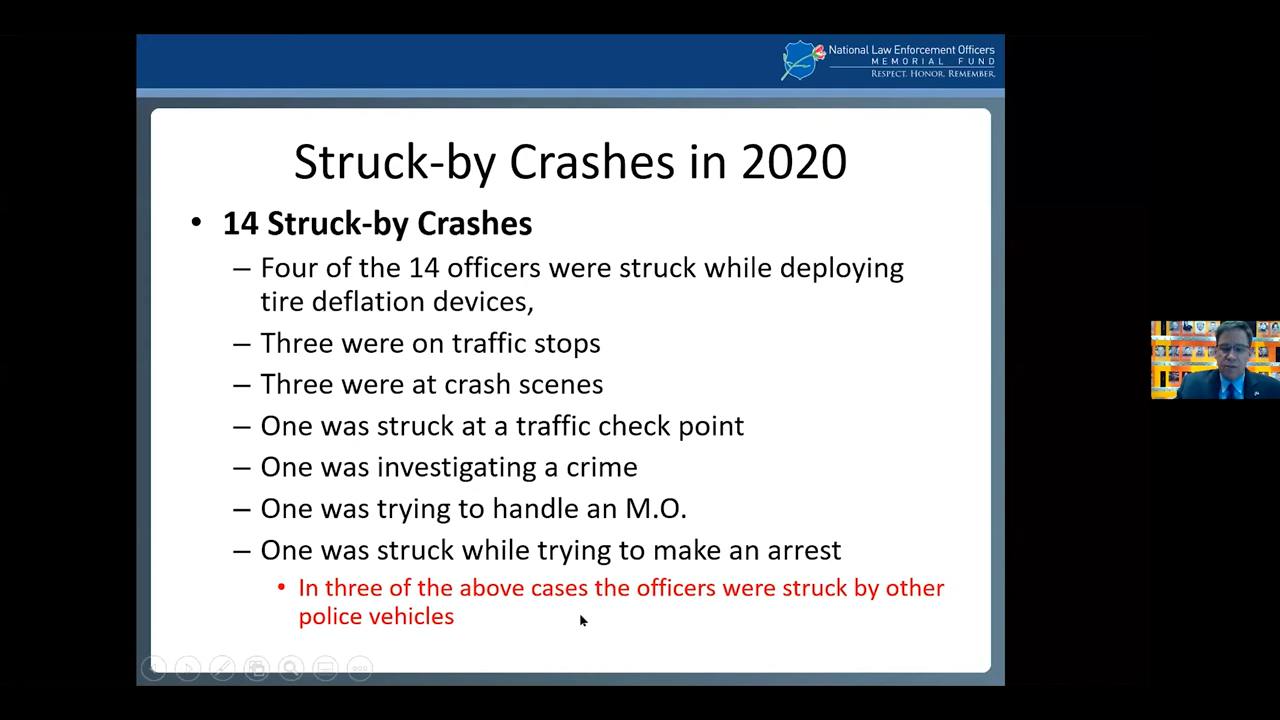 National Law Enforcement Officers
MEMORIAL FUND
RESPECT. HONOR. REMEMBER.
Struck-by Crashes in 2020
• 14 Struck-by Crashes
– Four of the 14 officers were struck while deploying
tire deflation devices,
– Three were on traffic stops
– Three were at crash scenes
– One was struck at a traffic check point
– One was investigating a crime
– One was trying to handle an M.O.
– One was struck while trying to make an arrest
• In three of the above cases the officers were struck by other
police vehicles